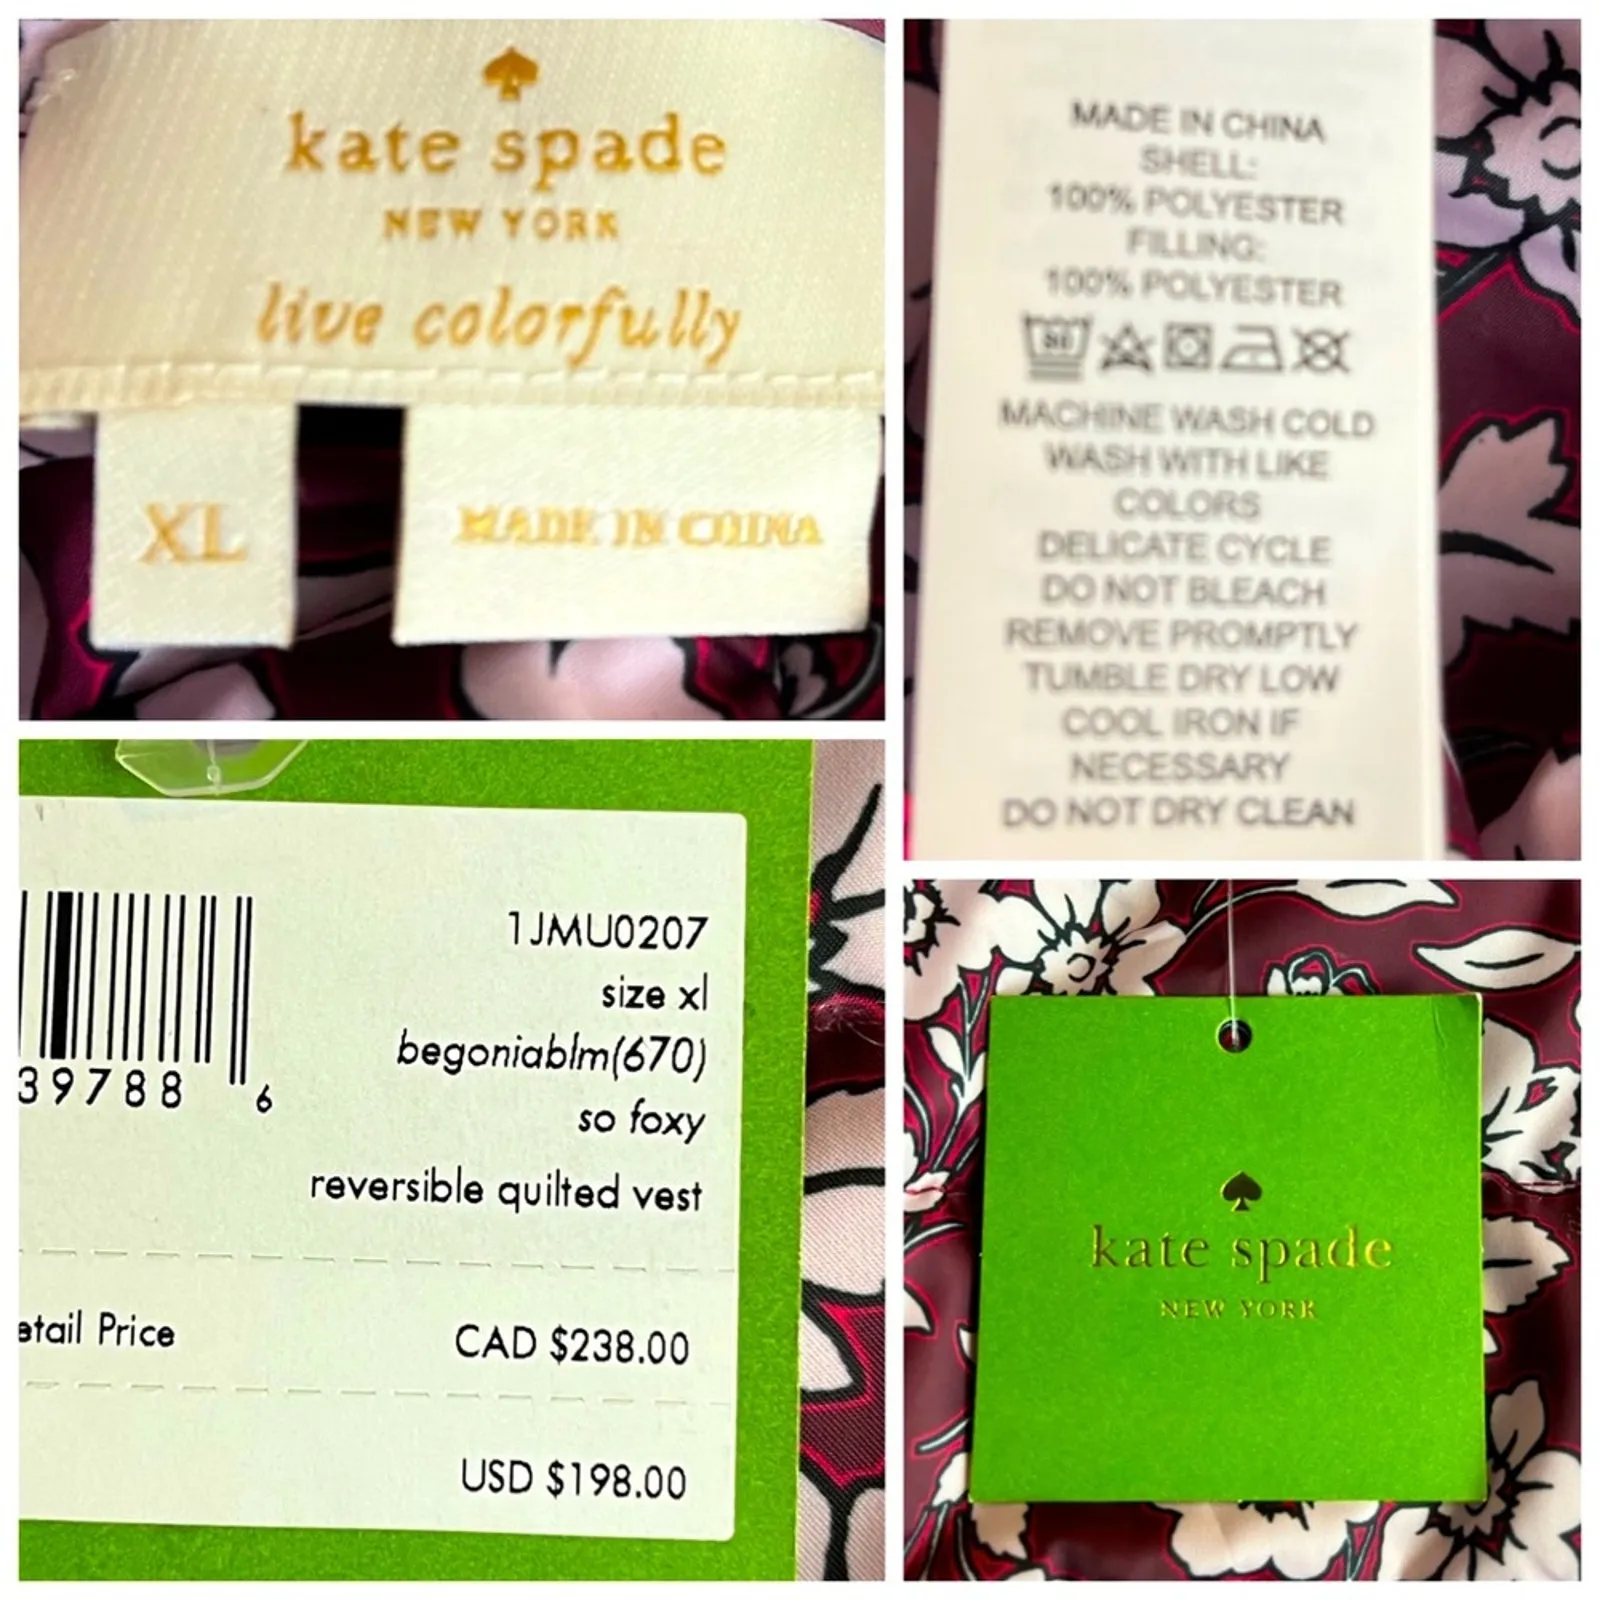 kate spade
NEW YORK
live colorfully
XL
MADE IN CHINA
MADE IN CHINA
SHELL:
100% POLYESTER
FILLING:
100% POLYESTER
30
MACHINE WASH COLD
WASH WITH LIKE
COLORS
DELICATE CYCLE
DO NOT BLEACH
REMOVE PROMPTLY
TUMBLE DRY LOW
COOL IRON IF
NECESSARY
DO NOT DRY CLEAN
39788 6
1JMU0207
size xl
begoniablm(670)
so foxy
reversible quilted vest
etail Price
CAD $238.00
USD $198.00
kate spade
NEW YORK